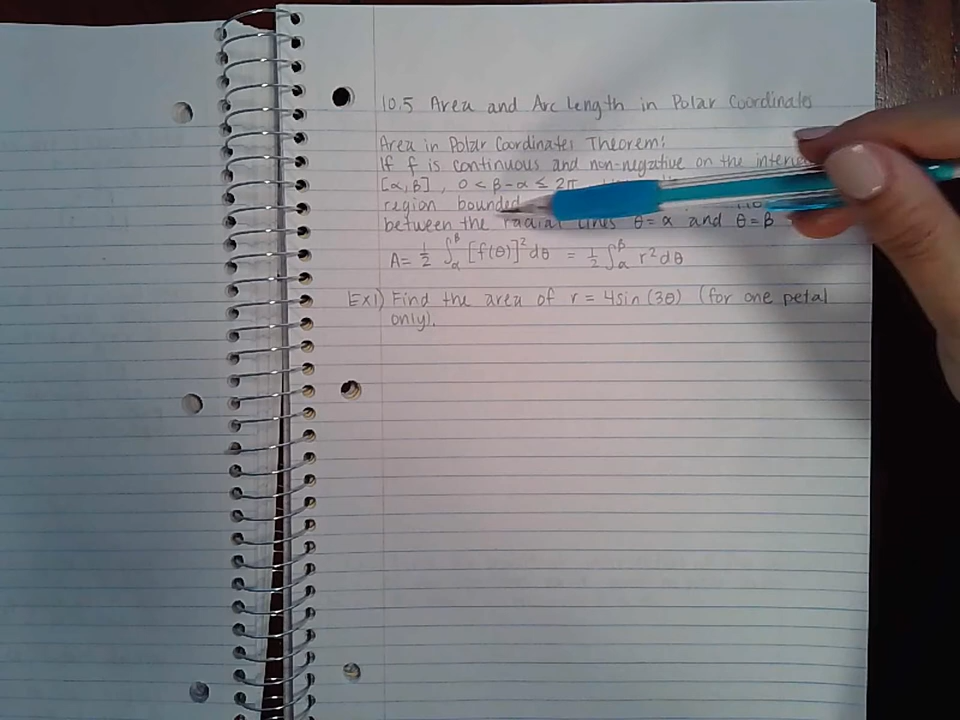 10.5 Area and Arc Length in Polar Coordinates
Area in Polar Coordinates Theorem:
If f is continuous and non-negative on the
[α,β], 0 < β-α ≤ 2π
region bounded
between the radial lines θ=α and θ=β
A = 1/2 ∫_α^β [f(θ)]² dθ = 1/2 ∫_α^β r² dθ
Ex1) Find the area of r = 4sin(3θ) (for one petal
only).